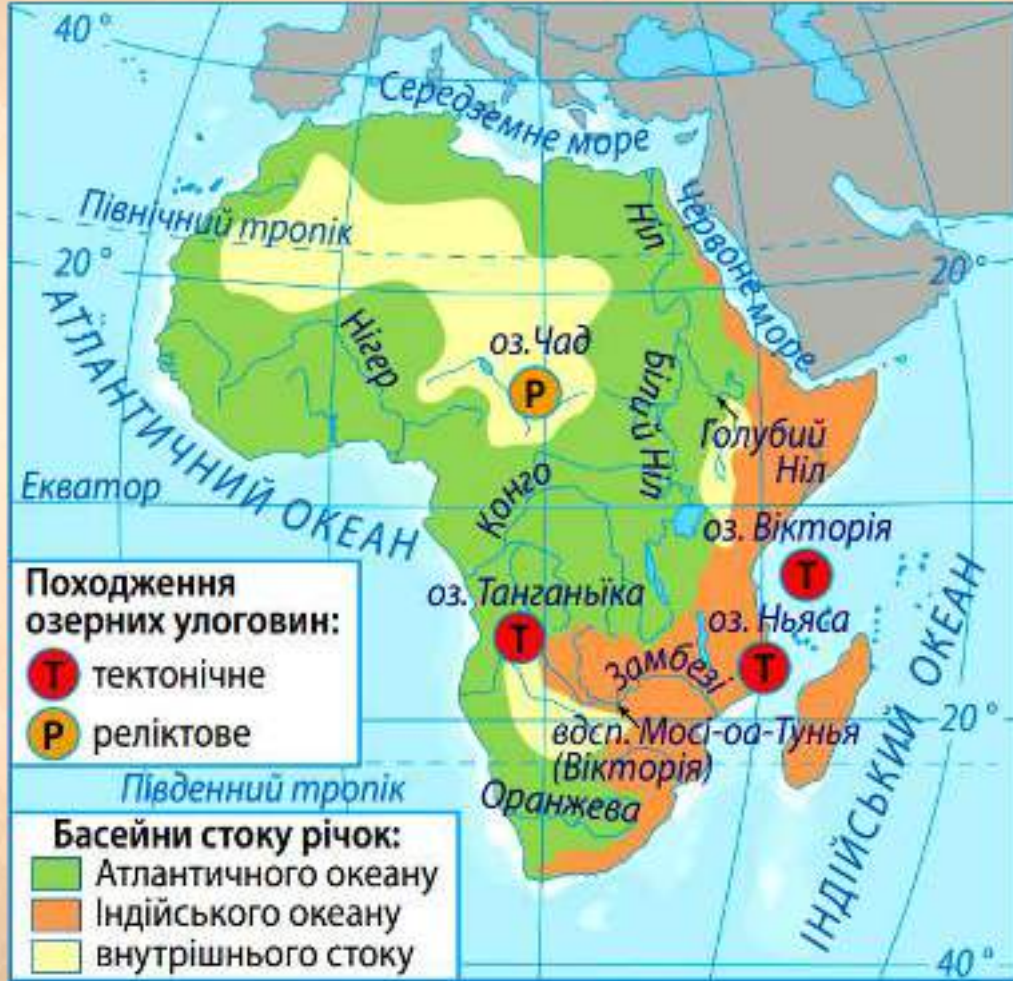 40 °
Середземне море
Північний тропік
20 °
Ніл
Червоне море
20 °
АТЛАНТИЧНИЙ ОКЕАН
Нігер
оз.Чад
Р
Білий Ніл
Голубий
Ніл
Екватор
Конго
оз. Вікторія
Т
Походження
озерних улоговин:
Т тектонічне
Р реліктове
оз. Танганьїка
Т
оз. Ньяса
Т
Замбезі
ІНДІЙСЬКИЙ ОКЕАН
20 °
вдсп. Мосі-оа-Тунья
(Вікторія)
Південний тропік
Оранжева
Басейни стоку річок:
Атлантичного океану
Індійського океану
внутрішнього стоку
40 °